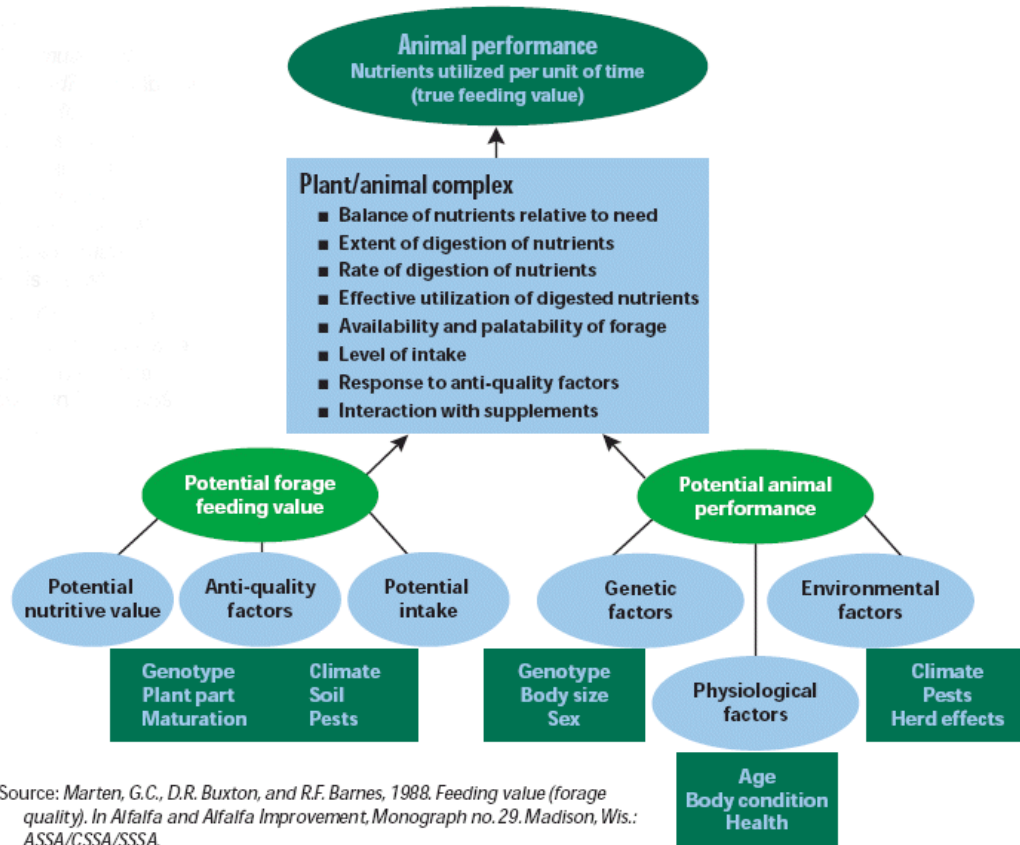 Animal performance
Nutrients utilized per unit of time
(true feeding value)
Plant/animal complex
■ Balance of nutrients relative to need
■ Extent of digestion of nutrients
■ Rate of digestion of nutrients
■ Effective utilization of digested nutrients
■ Availability and palatability of forage
■ Level of intake
■ Response to anti-quality factors
■ Interaction with supplements
Potential forage
feeding value
Potential animal
performance
Potential
nutritive value
Anti-quality
factors
Potential
intake
Genetic
factors
Environmental
factors
Genotype
Plant part
Maturation
Climate
Soil
Pests
Genotype
Body size
Sex
Physiological
factors
Climate
Pests
Herd effects
Age
Body condition
Health
Source: Marten, G.C., D.R. Buxton, and R.F. Barnes, 1988. Feeding value (forage
quality). In Alfalfa and Alfalfa Improvement, Monograph no. 29. Madison, Wis.:
ASSA/CSSA/SSSA.